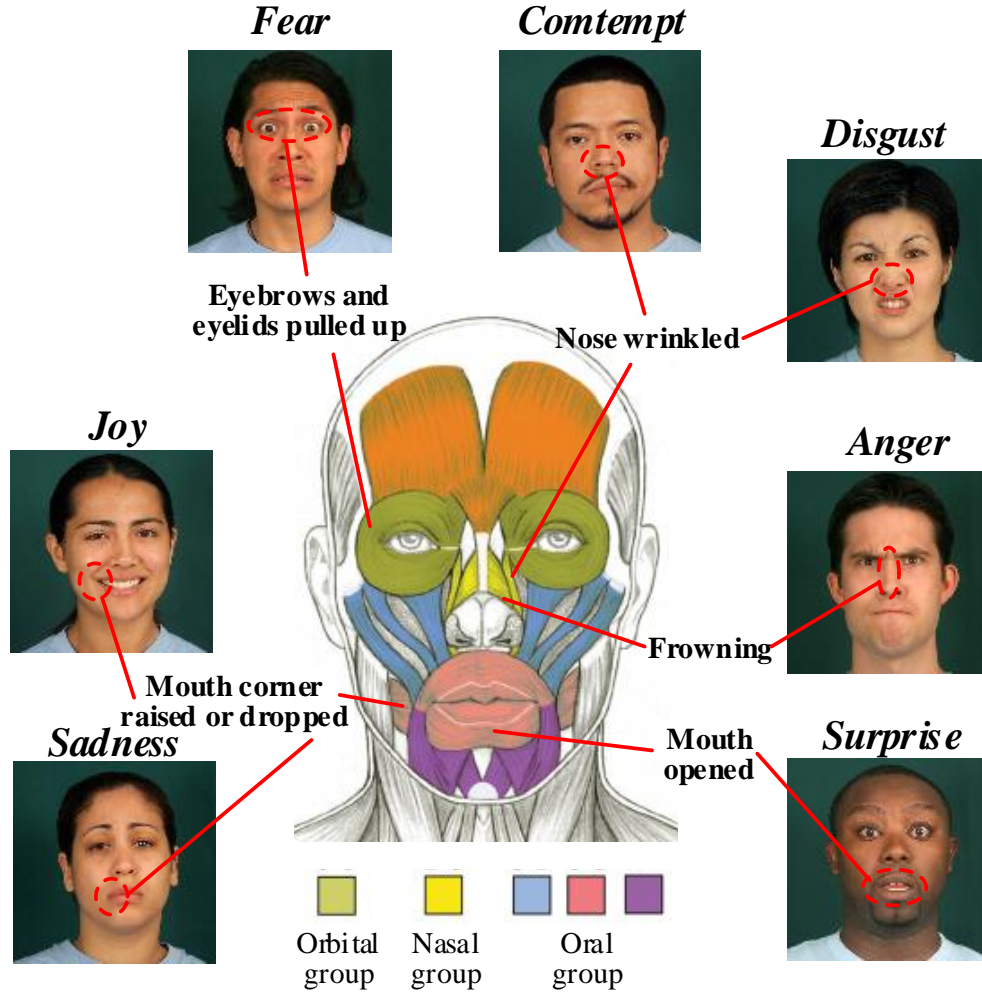 Fear
Comtempt
Disgust
Eyebrows and
eyelids pulled up
Nose wrinkled
Joy
Anger
Frowning
Mouth corner
raised or dropped
Sadness
Mouth
opened
Surprise
Orbital
group
Nasal
group
Oral
group